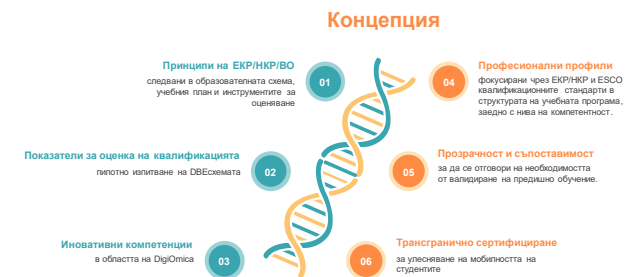 Концепция
Принципи на ЕКР/НКР/ВО
следвани в образователната схема,
учебния план и инструментите за
оценяване
01
Показатели за оценка на квалификацията
пилотно изпитване на DBEсхемата
02
Иновативни компетенции
в областта на DigiOmica
03
04
Професионални профили
фокусирани чрез ЕКР/НКР и ESCO
квалификационните стандарти в
структурата на учебната програма,
заедно с нива на компетентност.
05
Прозрачност и съпоставимост
за да се отговори на необходимостта
от валидиране на предишно обучение.
06
Трансгранично сертифициране
за улесняване на мобилността на
студентите